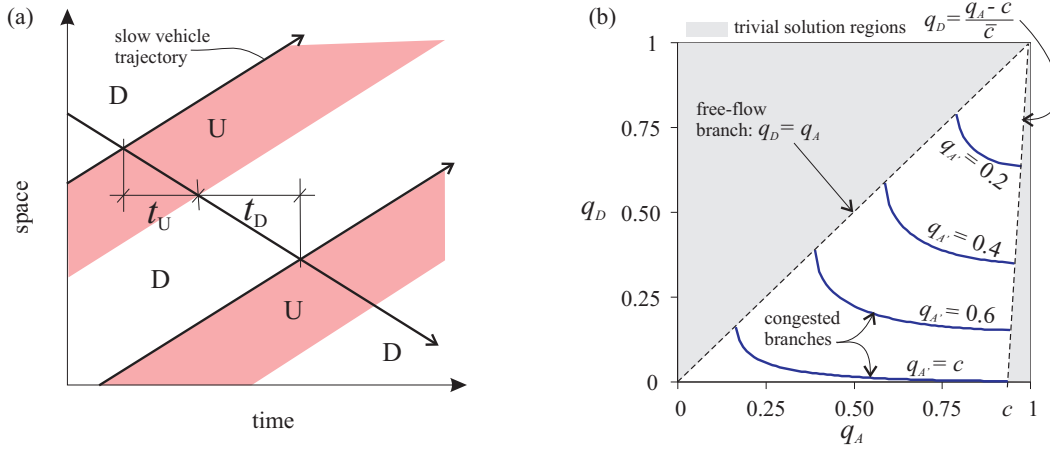 (a)
slow vehicle
trajectory
D
U
t_U
t_D
D
U
D
space
time
(b)
q_D = (q_A - c) / c̄
trivial solution regions
free-flow
branch: q_D = q_A
q_A' = 0.2
q_A' = 0.4
q_A' = 0.6
congested
branches
q_A' = c
1
0.75
0.50
0.25
0
q_D
0
0.25
0.50
0.75
c
1
q_A